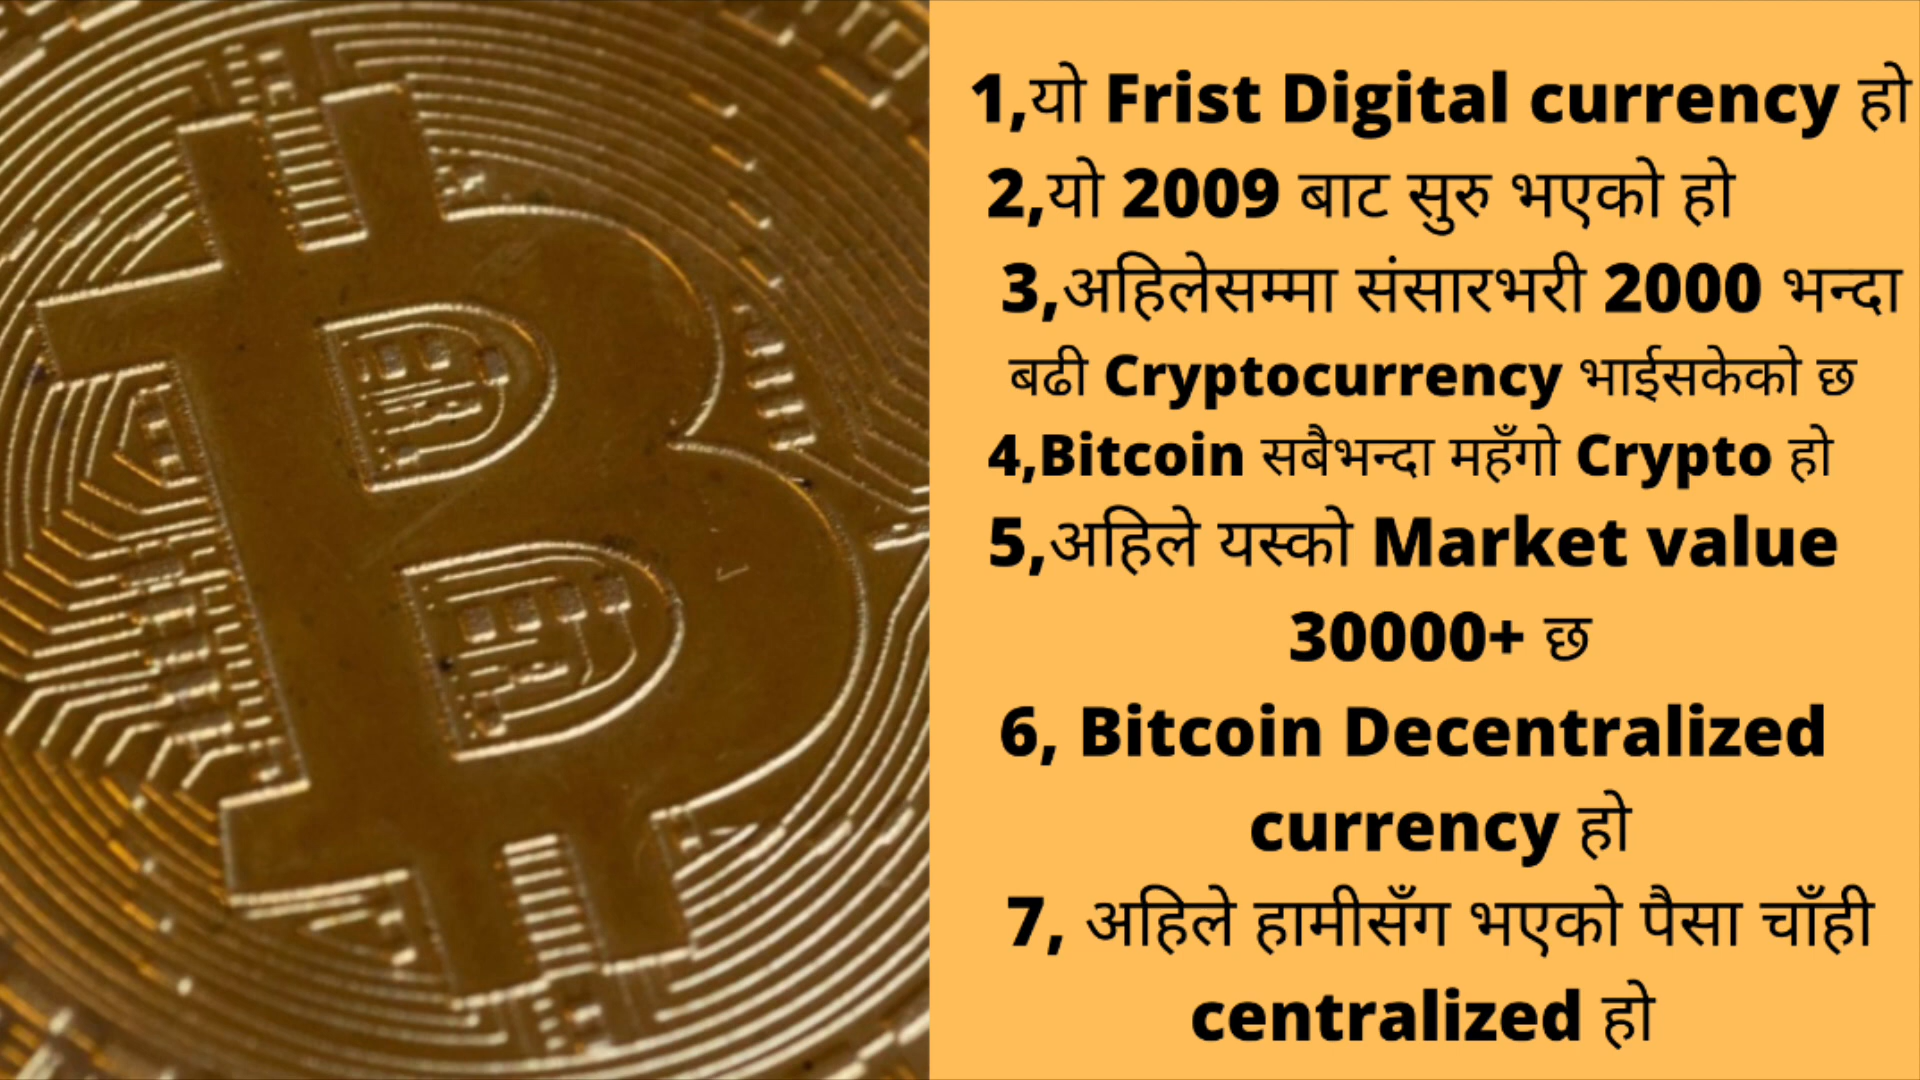 1,यो Frist Digital currency हो
2,यो 2009 बाट सुरु भएको हो
3,अहिलेसम्मा संसारभरी 2000 भन्दा
बढी Cryptocurrency भाईसकेको छ
4,Bitcoin सबैभन्दा महँगो Crypto हो
5,अहिले यस्को Market value
30000+ छ
6, Bitcoin Decentralized
currency हो
7, अहिले हामीसँग भएको पैसा चाँही
centralized हो